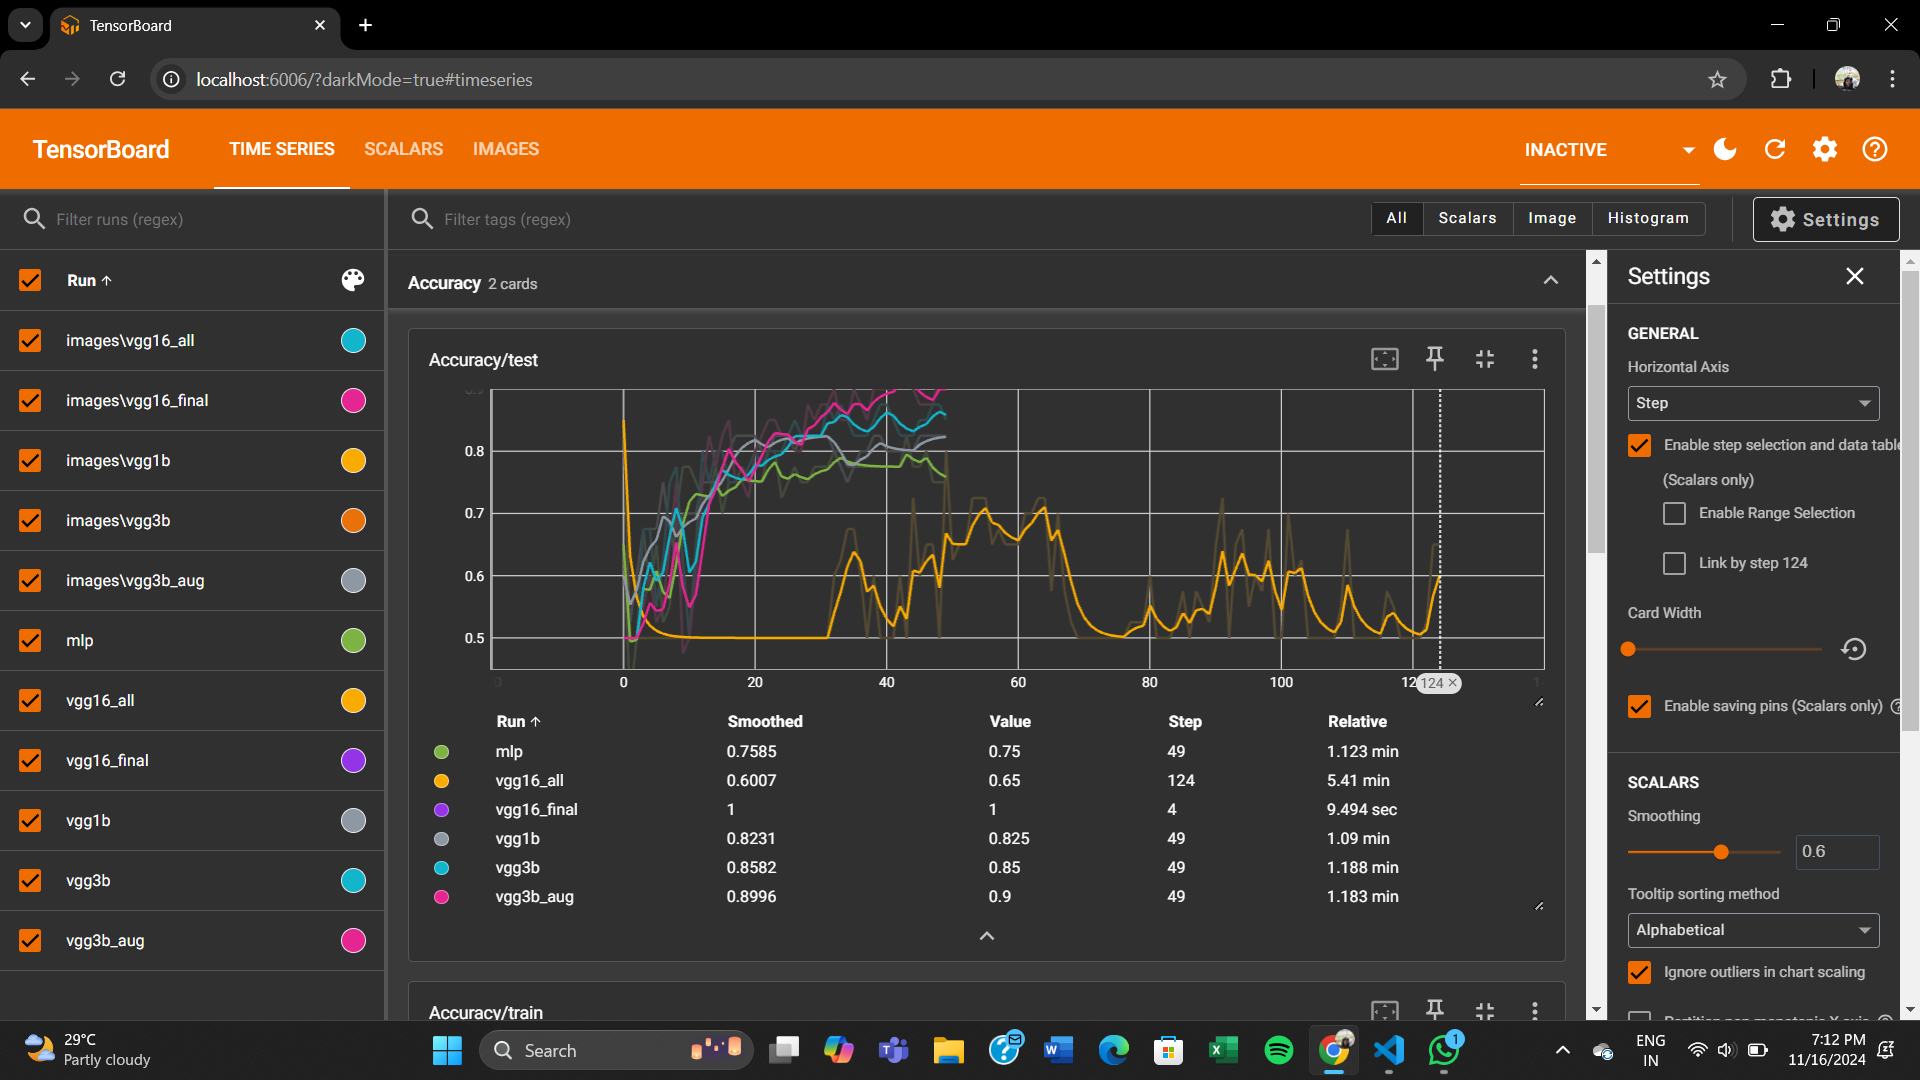 TensorBoard
localhost:6006/?darkMode=true#timeseries
TensorBoard TIME SERIES SCALARS IMAGES INACTIVE
Filter runs (regex)
Filter tags (regex)
All Scalars Image Histogram
Settings
Run ↑
images\vgg16_all
images\vgg16_final
images\vgg1b
images\vgg3b
images\vgg3b_aug
mlp
vgg16_all
vgg16_final
vgg1b
vgg3b
vgg3b_aug
Accuracy 2 cards
Accuracy/test
0.8
0.7
0.6
0.5
0 20 40 60 80 100 12
124 ×
Run ↑ Smoothed Value Step Relative
mlp 0.7585 0.75 49 1.123 min
vgg16_all 0.6007 0.65 124 5.41 min
vgg16_final 1 1 4 9.494 sec
vgg1b 0.8231 0.825 49 1.09 min
vgg3b 0.8582 0.85 49 1.188 min
vgg3b_aug 0.8996 0.9 49 1.183 min
Accuracy/train
Settings
GENERAL
Horizontal Axis
Step
Enable step selection and data table
(Scalars only)
Enable Range Selection
Link by step 124
Card Width
Enable saving pins (Scalars only)
SCALARS
Smoothing
0.6
Tooltip sorting method
Alphabetical
Ignore outliers in chart scaling
29°C
Partly cloudy
Search
1
ENG
IN
7:12 PM
11/16/2024